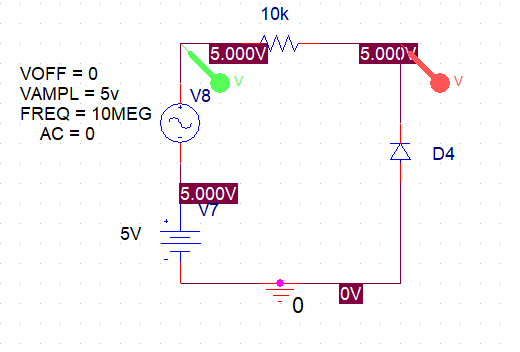 10k
5.000V
5.000V
V
V
VOFF = 0
VAMPL = 5v
FREQ = 10MEG
AC = 0
V8
D4
5.000V
V7
5V
0V
0